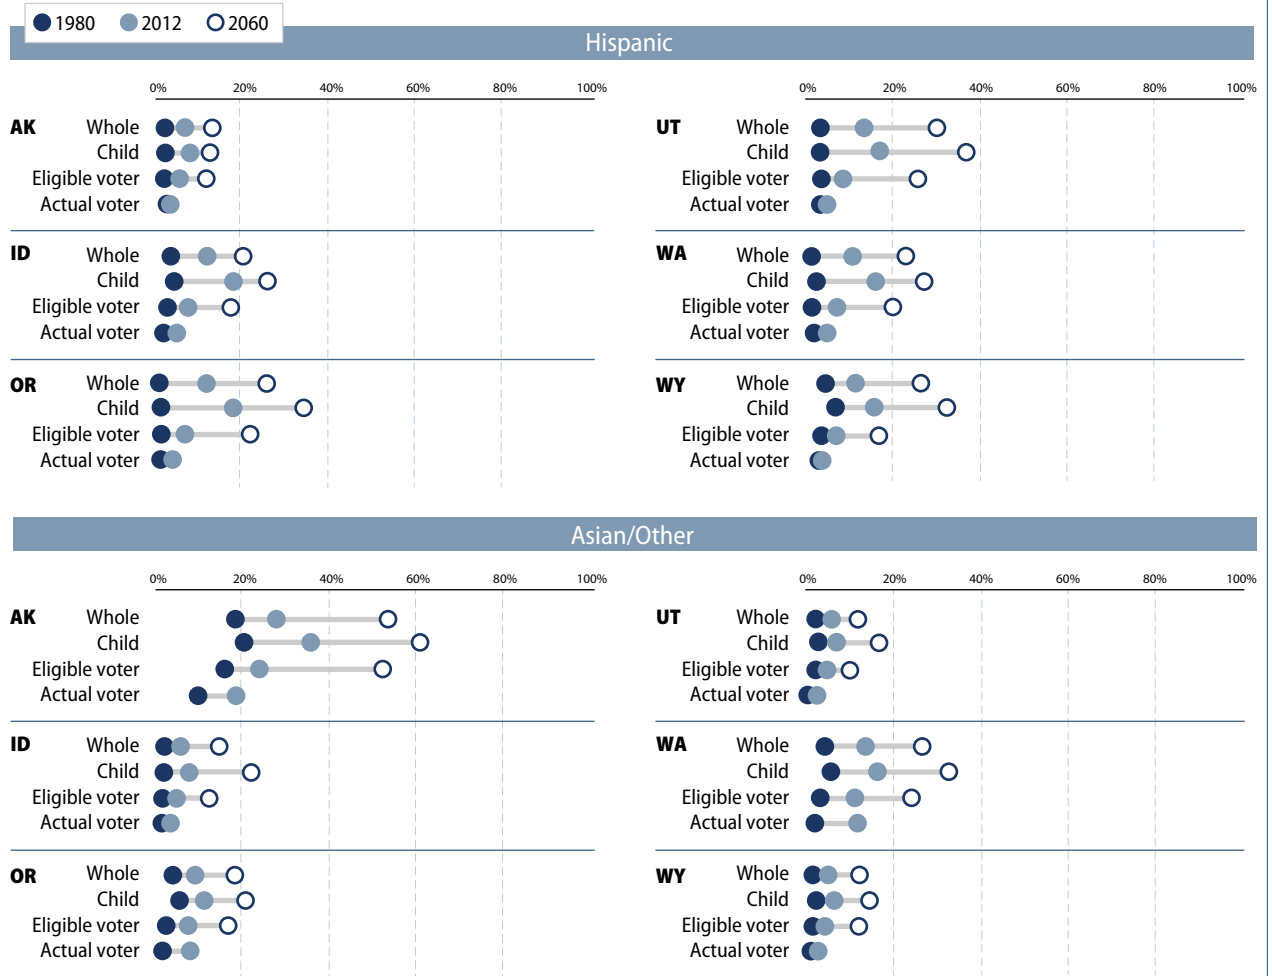 1980 2012 2060
Hispanic
0% 20% 40% 60% 80% 100%
AK Whole
Child
Eligible voter
Actual voter
ID Whole
Child
Eligible voter
Actual voter
OR Whole
Child
Eligible voter
Actual voter
0% 20% 40% 60% 80% 100%
UT Whole
Child
Eligible voter
Actual voter
WA Whole
Child
Eligible voter
Actual voter
WY Whole
Child
Eligible voter
Actual voter
Asian/Other
0% 20% 40% 60% 80% 100%
AK Whole
Child
Eligible voter
Actual voter
ID Whole
Child
Eligible voter
Actual voter
OR Whole
Child
Eligible voter
Actual voter
0% 20% 40% 60% 80% 100%
UT Whole
Child
Eligible voter
Actual voter
WA Whole
Child
Eligible voter
Actual voter
WY Whole
Child
Eligible voter
Actual voter